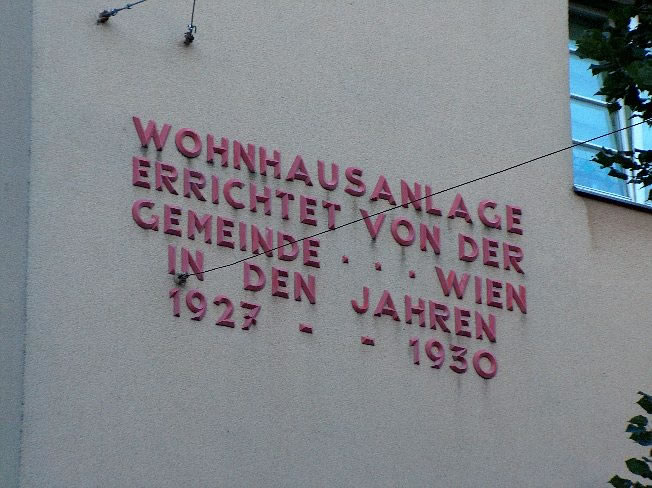 WOHNHAUSANLAGE
ERRICHTET VON DER
GEMEINDE . . . WIEN
IN DEN JAHREN
1927 - - 1930